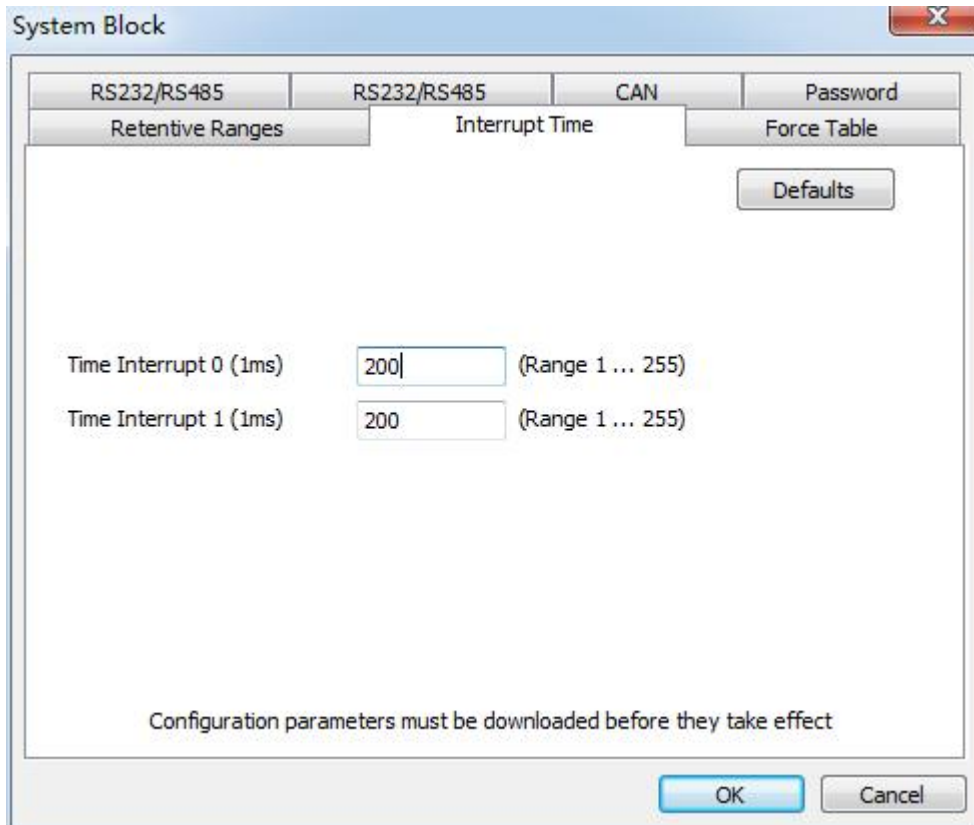 System Block
X
RS232/RS485 RS232/RS485 CAN Password
Retentive Ranges Interrupt Time Force Table
Defaults
Time Interrupt 0 (1ms) 200 (Range 1 ... 255)
Time Interrupt 1 (1ms) 200 (Range 1 ... 255)
Configuration parameters must be downloaded before they take effect
OK Cancel